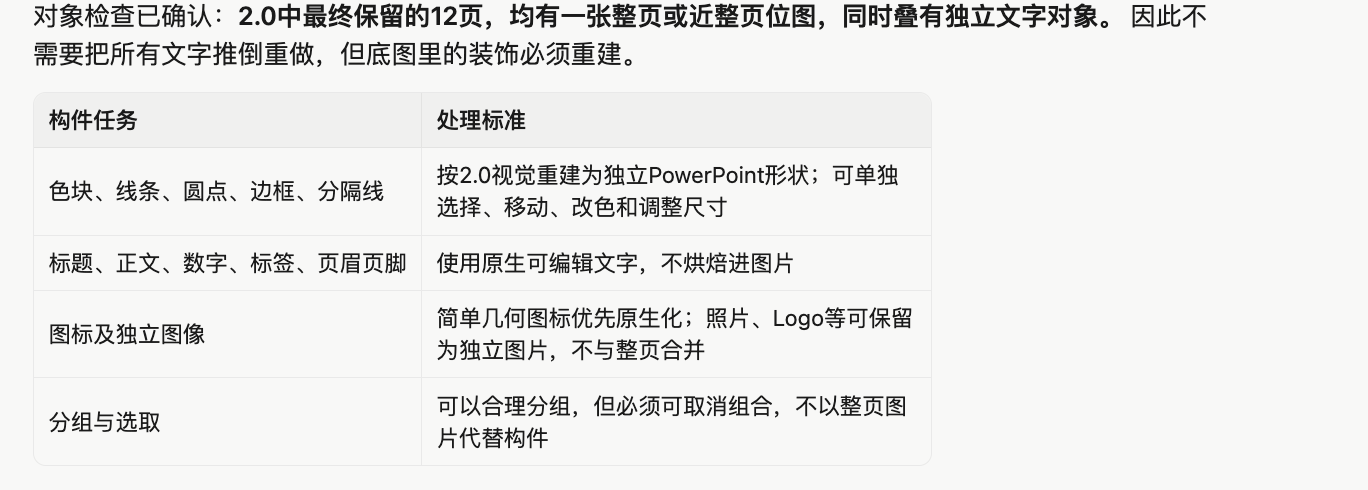 对象检查已确认：2.0中最终保留的12页，均有一张整页或近整页位图，同时叠有独立文字对象。 因此不
需要把所有文字推倒重做，但底图里的装饰必须重建。
构件任务
处理标准
色块、线条、圆点、边框、分隔线
按2.0视觉重建为独立PowerPoint形状；可单独
选择、移动、改色和调整尺寸
标题、正文、数字、标签、页眉页脚
使用原生可编辑文字，不烘焙进图片
图标及独立图像
简单几何图标优先原生化；照片、Logo等可保留
为独立图片，不与整页合并
分组与选取
可以合理分组，但必须可取消组合，不以整页图
片代替构件